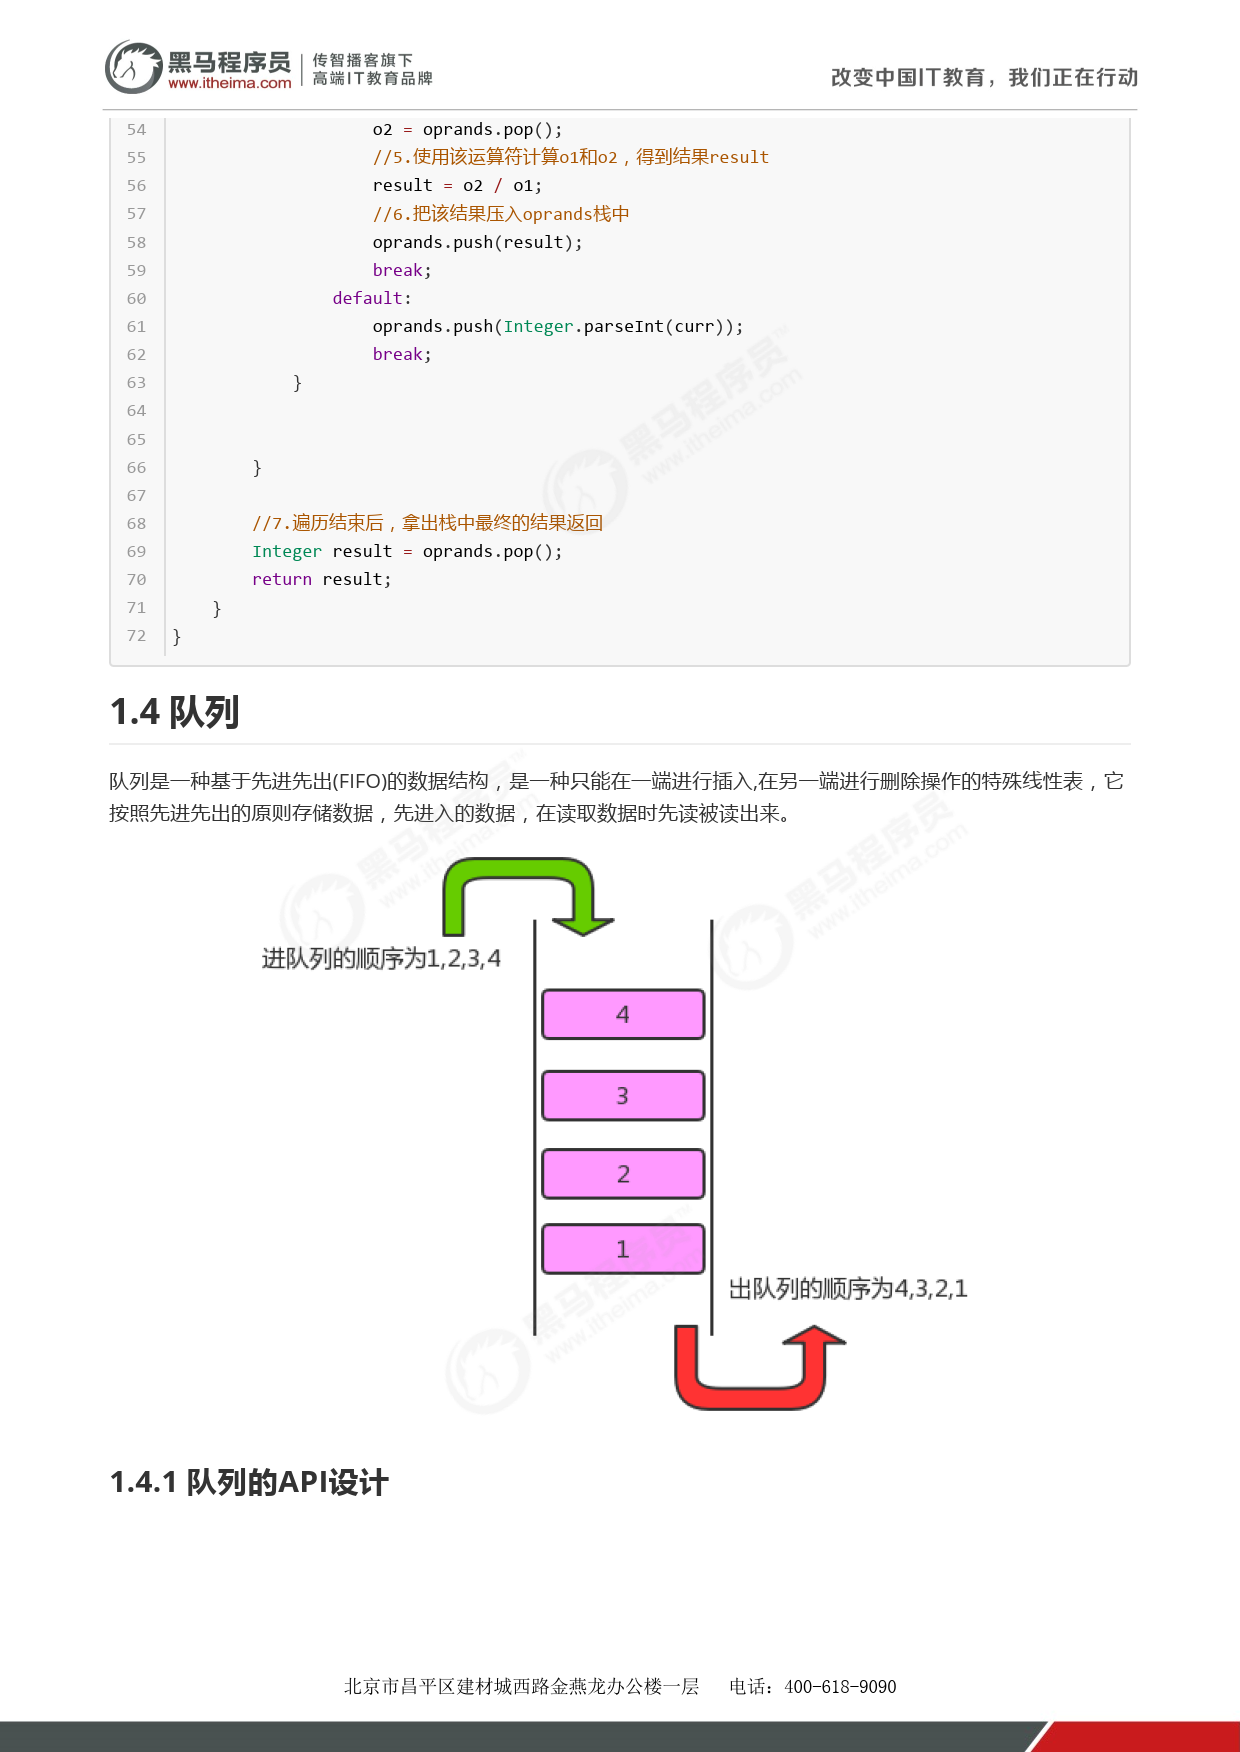 黑马程序员
www.itheima.com
传智播客旗下
高端IT教育品牌
改变中国IT教育，我们正在行动
54 o2 = oprands.pop();
55 //5.使用该运算符计算o1和o2，得到结果result
56 result = o2 / o1;
57 //6.把该结果压入oprands栈中
58 oprands.push(result);
59 break;
60 default:
61 oprands.push(Integer.parseInt(curr));
62 break;
63 }
64
65
66 }
67
68 //7.遍历结束后，拿出栈中最终的结果返回
69 Integer result = oprands.pop();
70 return result;
71 }
72 }
1.4 队列
队列是一种基于先进先出(FIFO)的数据结构，是一种只能在一端进行插入,在另一端进行删除操作的特殊线性表，它
按照先进先出的原则存储数据，先进入的数据，在读取数据时先读被读出来。
进队列的顺序为1,2,3,4
4
3
2
1
出队列的顺序为4,3,2,1
1.4.1 队列的API设计
北京市昌平区建材城西路金燕龙办公楼一层 电话：400-618-9090